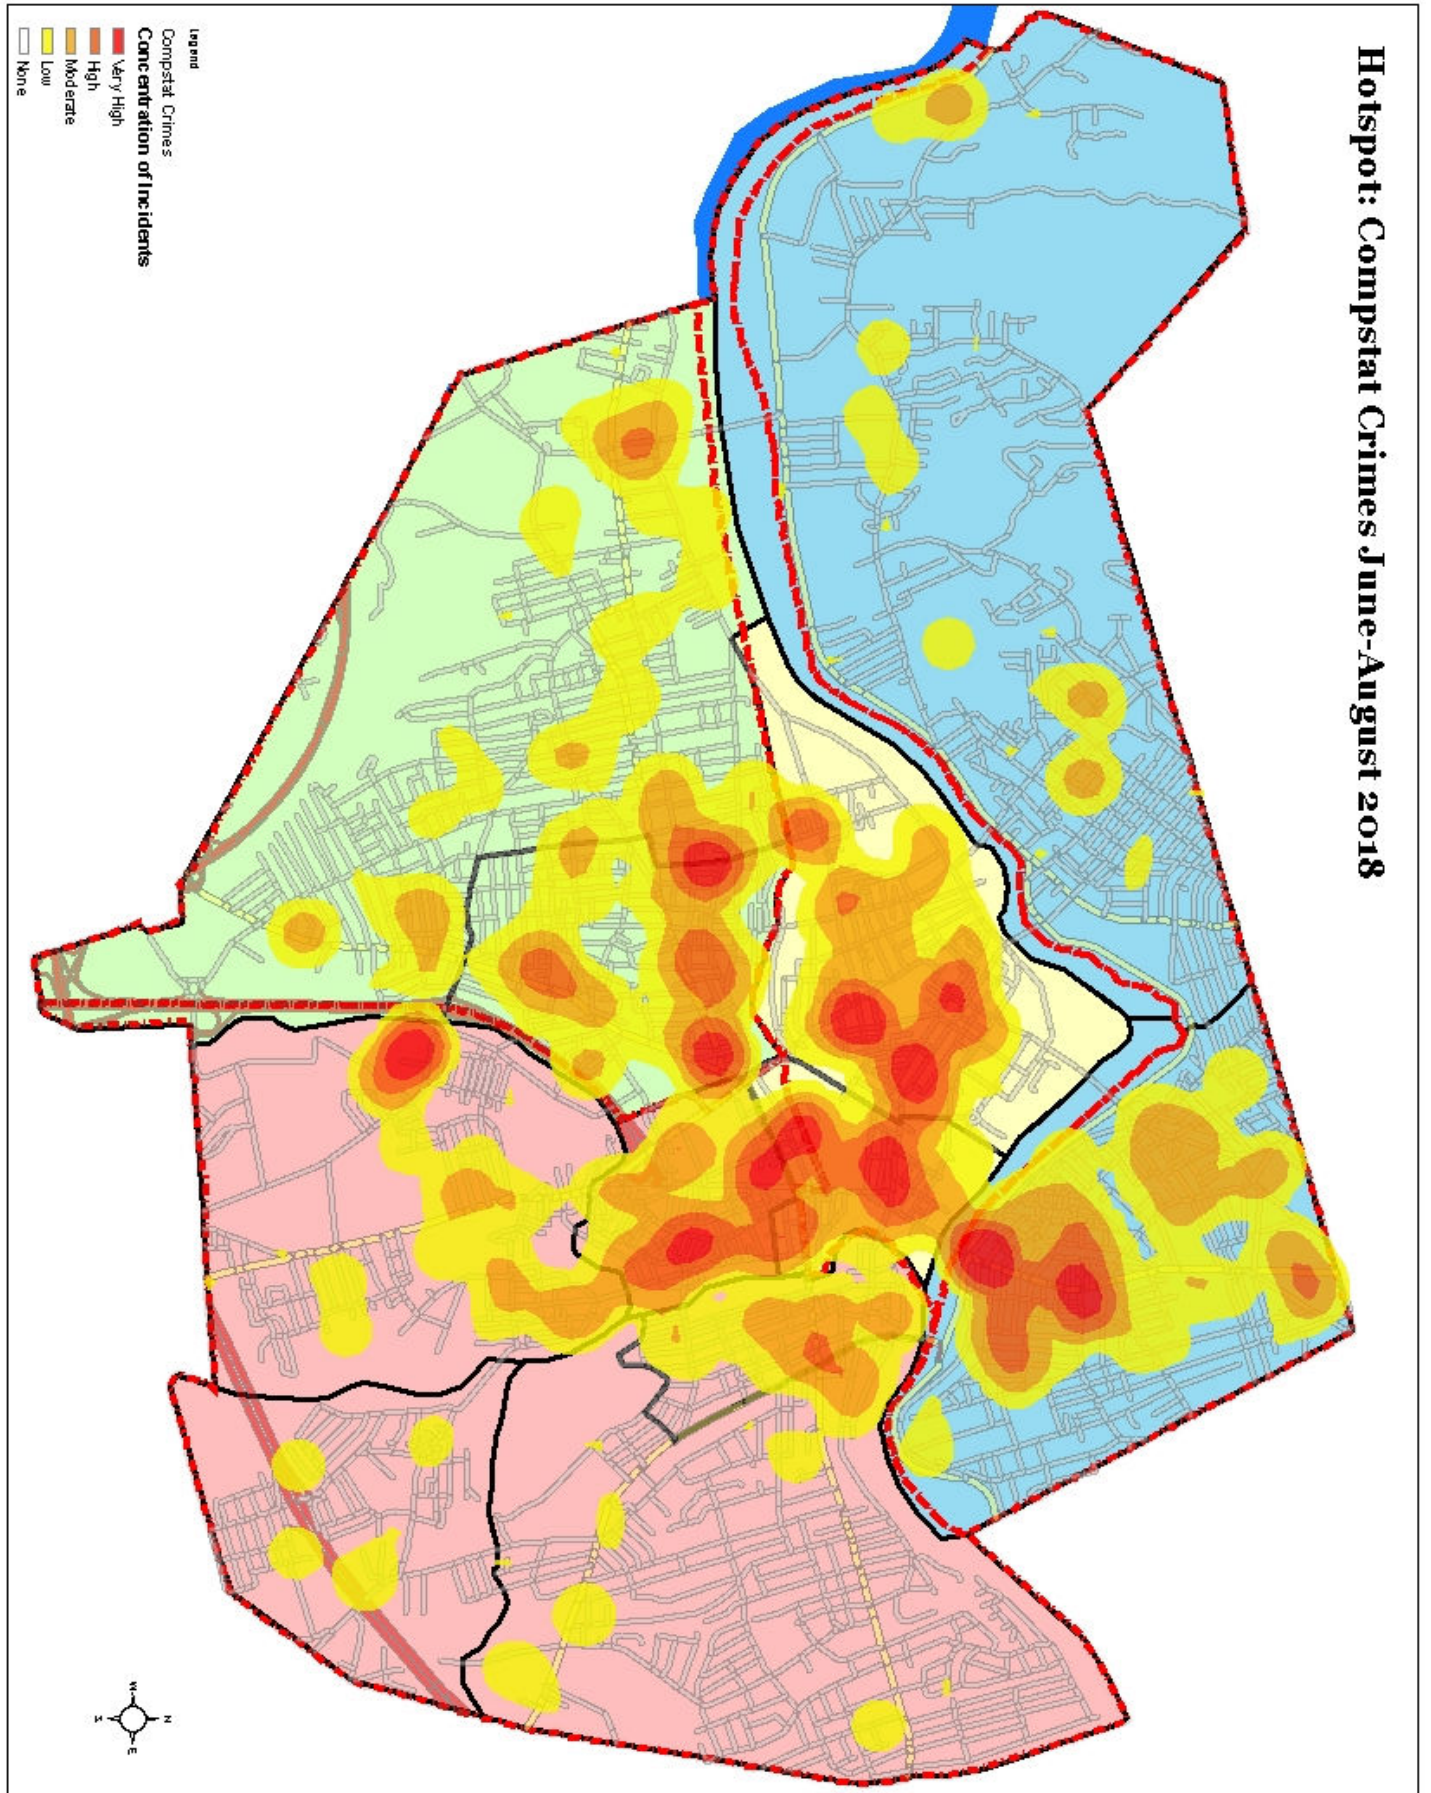 Hotspot: Compstat Crimes June-August 2018
Legend
Compstat Crimes
Concentration of Incidents
Very High
High
Moderate
Low
None
N
W
E
S